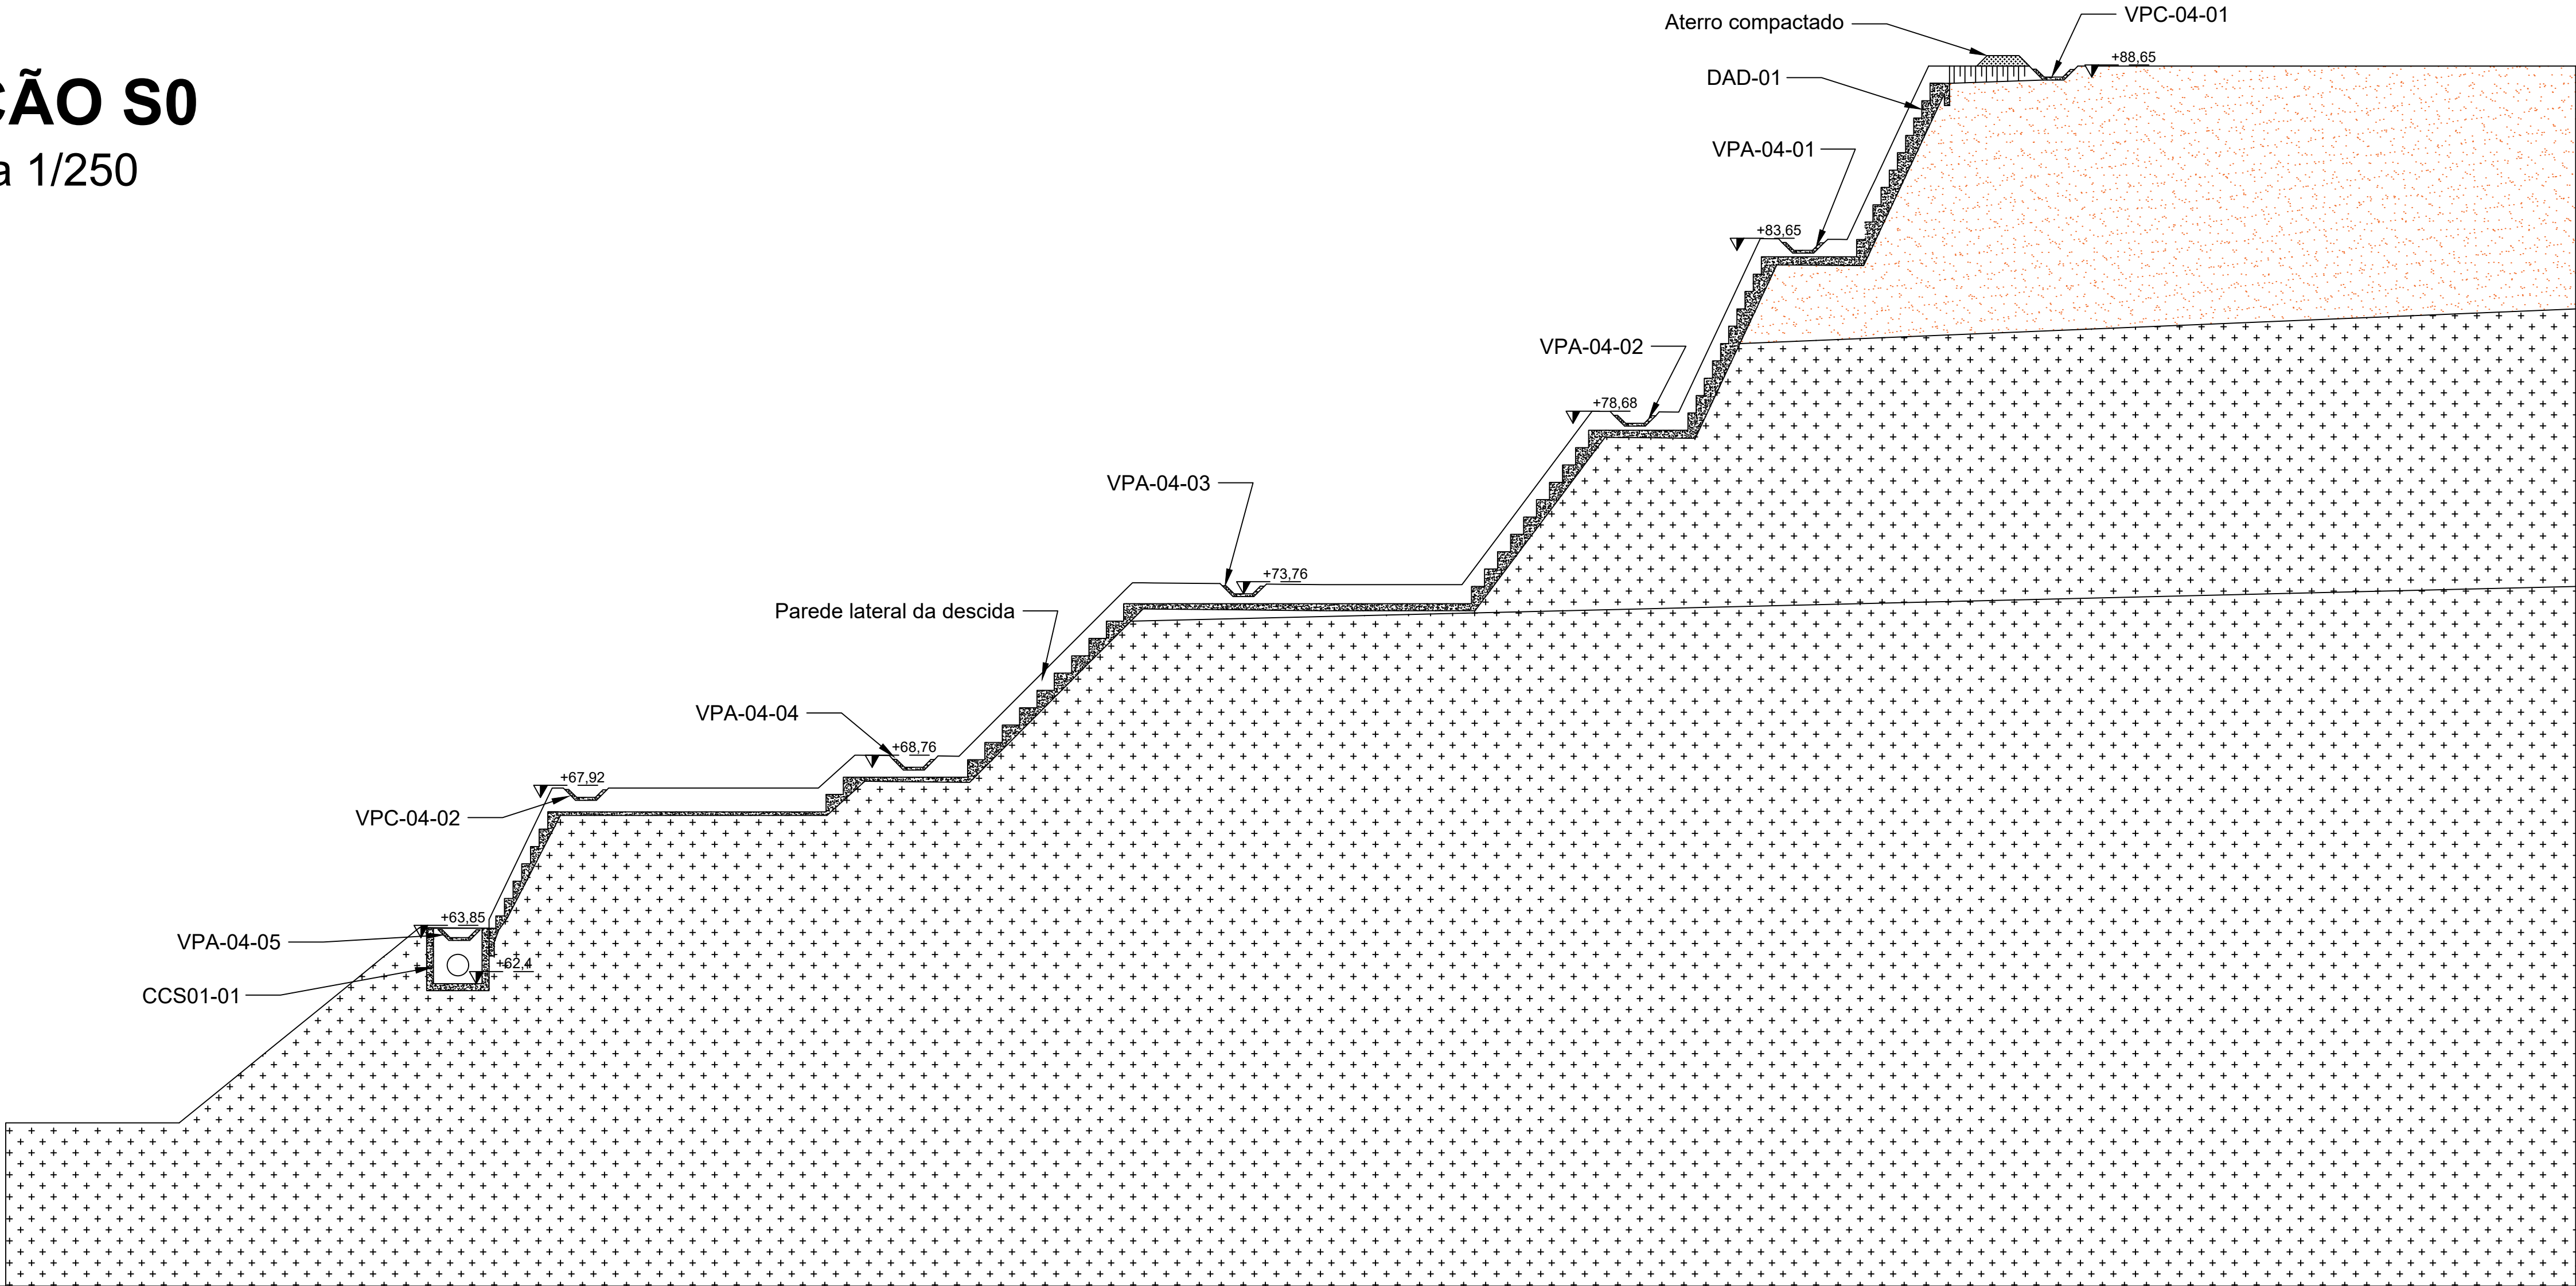 ÇÃO S0
a 1/250
Aterro compactado
VPC-04-01
+88,65
DAD-01
VPA-04-01
+83,65
VPA-04-02
+78,68
VPA-04-03
+73,76
Parede lateral da descida
VPA-04-04
+68,76
+67,92
VPC-04-02
+63,85
VPA-04-05
+62,4
CCS01-01